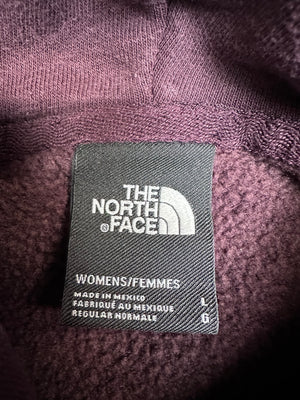 THE
NORTH
® FACE
WOMENS/FEMMES
MADE IN MEXICO
FABRIQUÉ AU MEXIQUE
REGULAR NORMALE
L
G